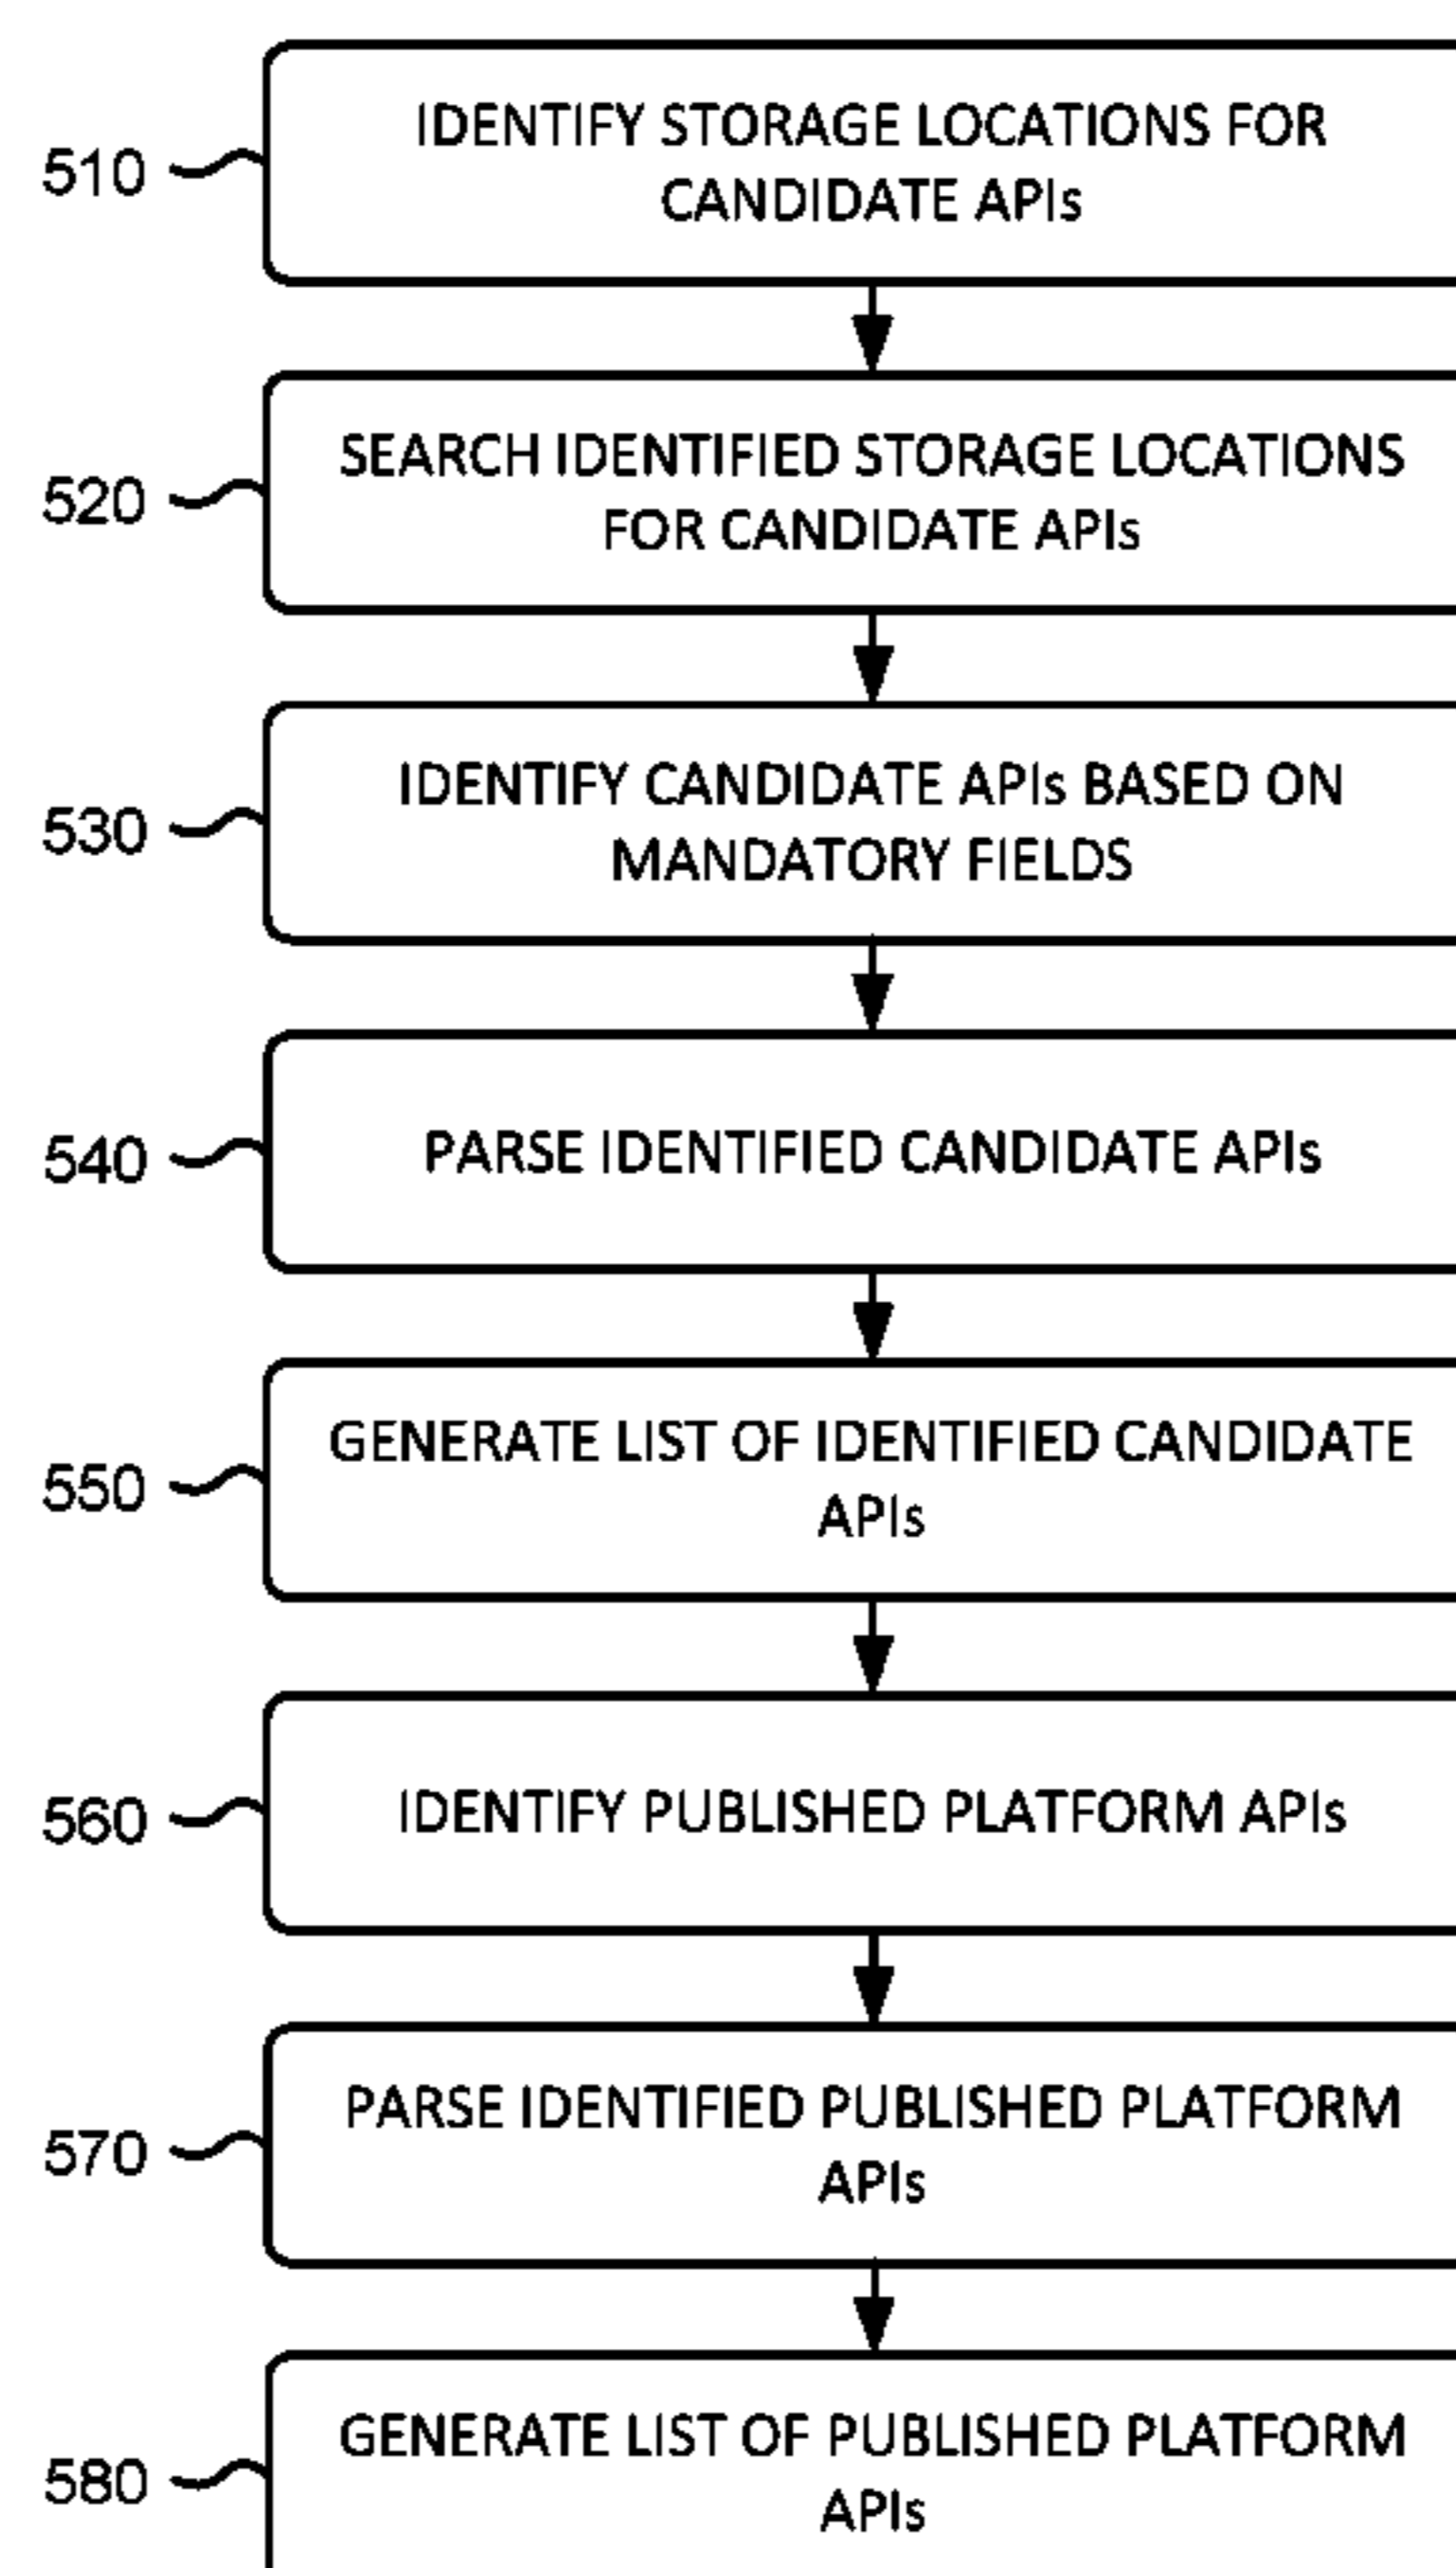 510
IDENTIFY STORAGE LOCATIONS FOR
CANDIDATE APIs
520
SEARCH IDENTIFIED STORAGE LOCATIONS
FOR CANDIDATE APIs
530
IDENTIFY CANDIDATE APIs BASED ON
MANDATORY FIELDS
540
PARSE IDENTIFIED CANDIDATE APIs
550
GENERATE LIST OF IDENTIFIED CANDIDATE
APIs
560
IDENTIFY PUBLISHED PLATFORM APIs
570
PARSE IDENTIFIED PUBLISHED PLATFORM
APIs
580
GENERATE LIST OF PUBLISHED PLATFORM
APIs